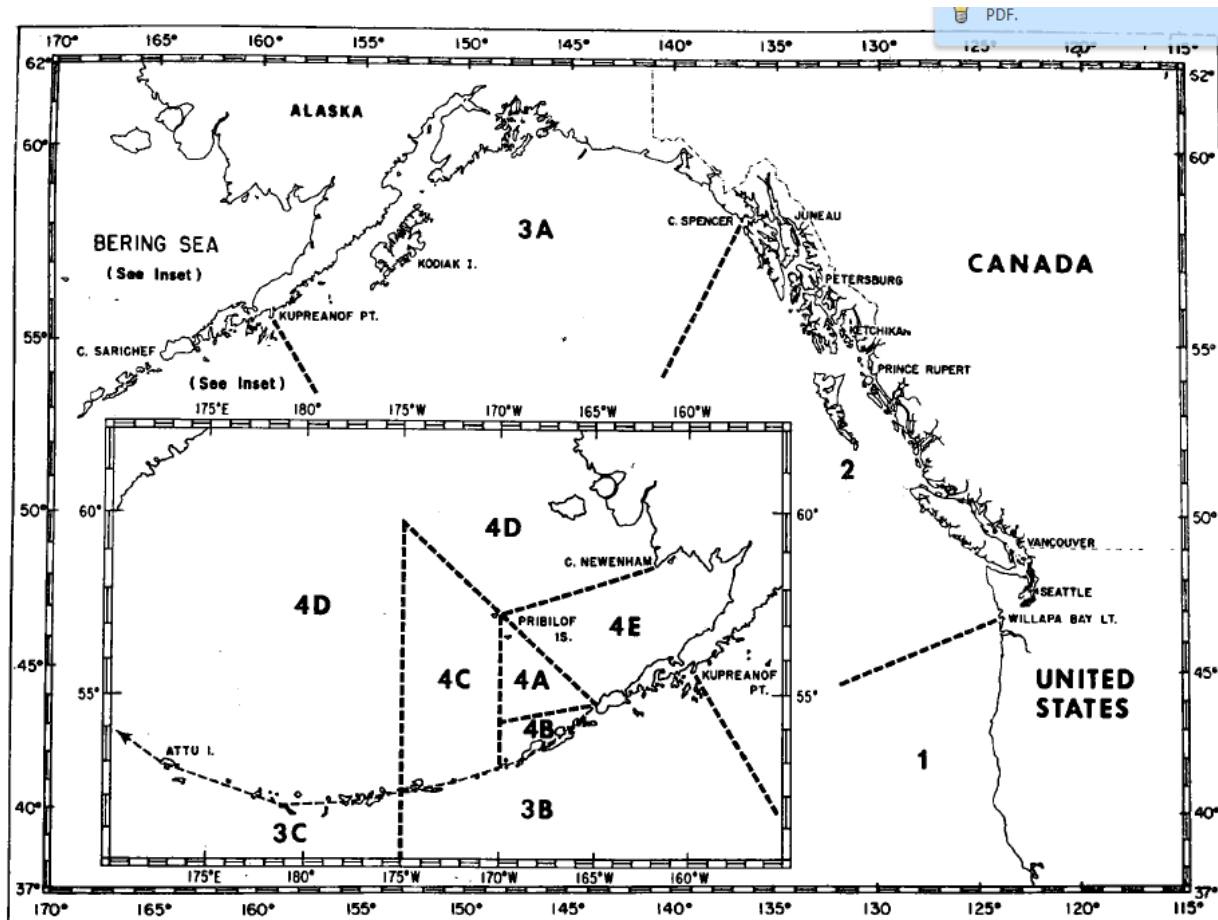 PDF.
170° 165° 160° 155° 150° 145° 140° 135° 130° 125° 120° 115°
62° 52°
ALASKA
60° 60°
C. SPENCER
JUNEAU
3A
BERING SEA
(See Inset)
KODIAK I.
CANADA
PETERSBURG
KUPREANOF PT.
KETCHIKAN
55° 55°
C. SARICHEF
(See Inset)
PRINCE RUPERT
175°E 180° 175°W 170°W 165°W 160°W
2
50° 50°
60° 60°
4D
C. NEWENHAM
VANCOUVER
4D
SEATTLE
PRIBILOF
IS.
4E
WILLAPA BAY LT.
45° 45°
4C
4A
KUPREANOF
PT.
UNITED
STATES
55° 55°
4B
ATTU I.
1
40° 40°
3B
3C
175°E 180° 175°W 170°W 165°W 160°W
37° 37°
170° 165° 160° 155° 150° 145° 140° 135° 130° 125° 120° 115°